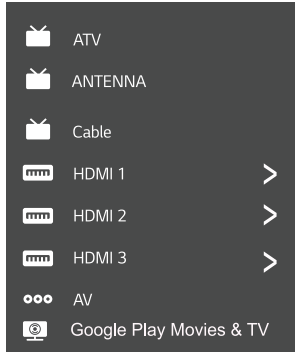 ATV
ANTENNA
Cable
HDMI 1
HDMI 2
HDMI 3
AV
Google Play Movies & TV